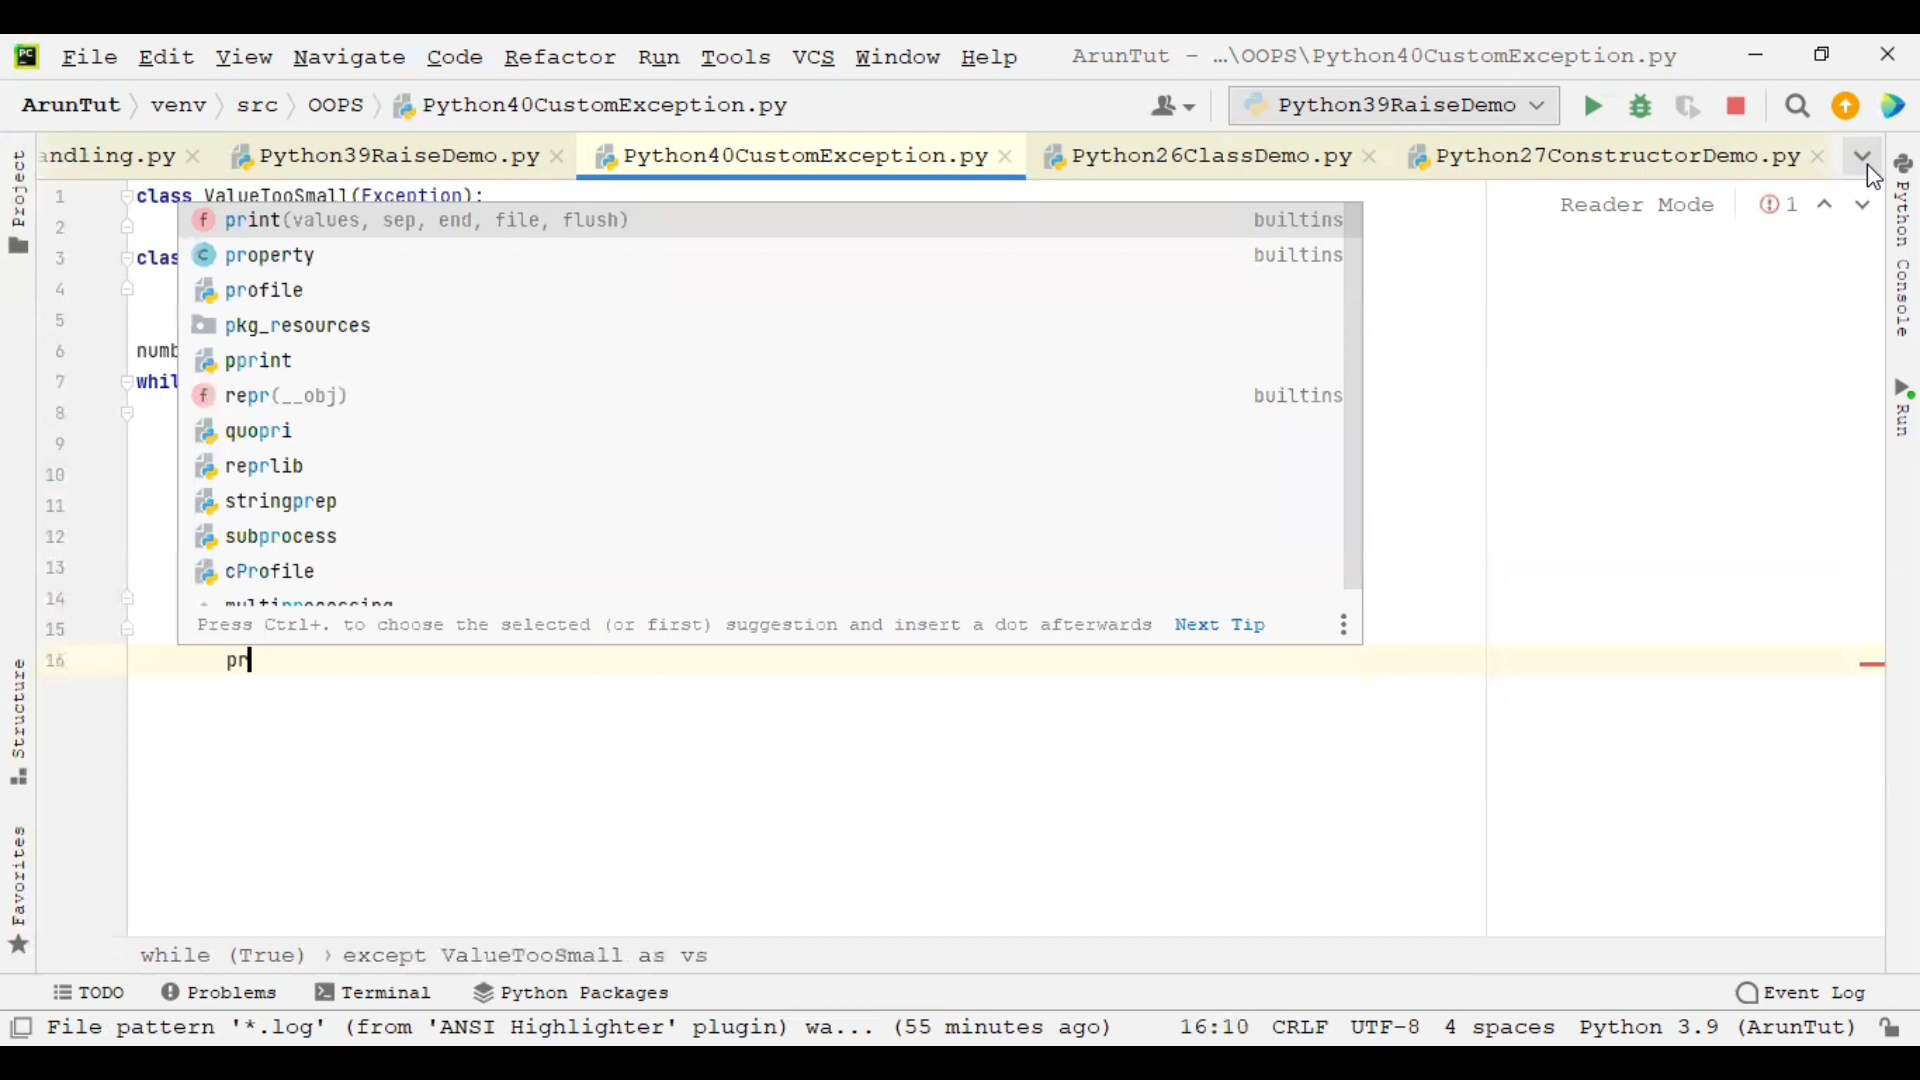 File Edit View Navigate Code Refactor Run Tools VCS Window Help ArunTut - ...\OOPS\Python40CustomException.py
ArunTut venv src OOPS Python40CustomException.py Python39RaiseDemo
andling.py Python39RaiseDemo.py Python40CustomException.py Python26ClassDemo.py Python27ConstructorDemo.py
Project
Structure
Favorites
Python Console
Run
Reader Mode 1
1 class ValueTooSmall(Exception):
2
3 clas
4
5
6 numb
7 whil
8
9
10
11
12
13
14
15
16 pr
print(values, sep, end, file, flush) builtins
property builtins
profile
pkg_resources
pprint
repr(__obj) builtins
quopri
reprlib
stringprep
subprocess
cProfile
multiprocessing
Press Ctrl+. to choose the selected (or first) suggestion and insert a dot afterwards Next Tip
while (True) › except ValueTooSmall as vs
TODO Problems Terminal Python Packages Event Log
File pattern '*.log' (from 'ANSI Highlighter' plugin) wa... (55 minutes ago) 16:10 CRLF UTF-8 4 spaces Python 3.9 (ArunTut)